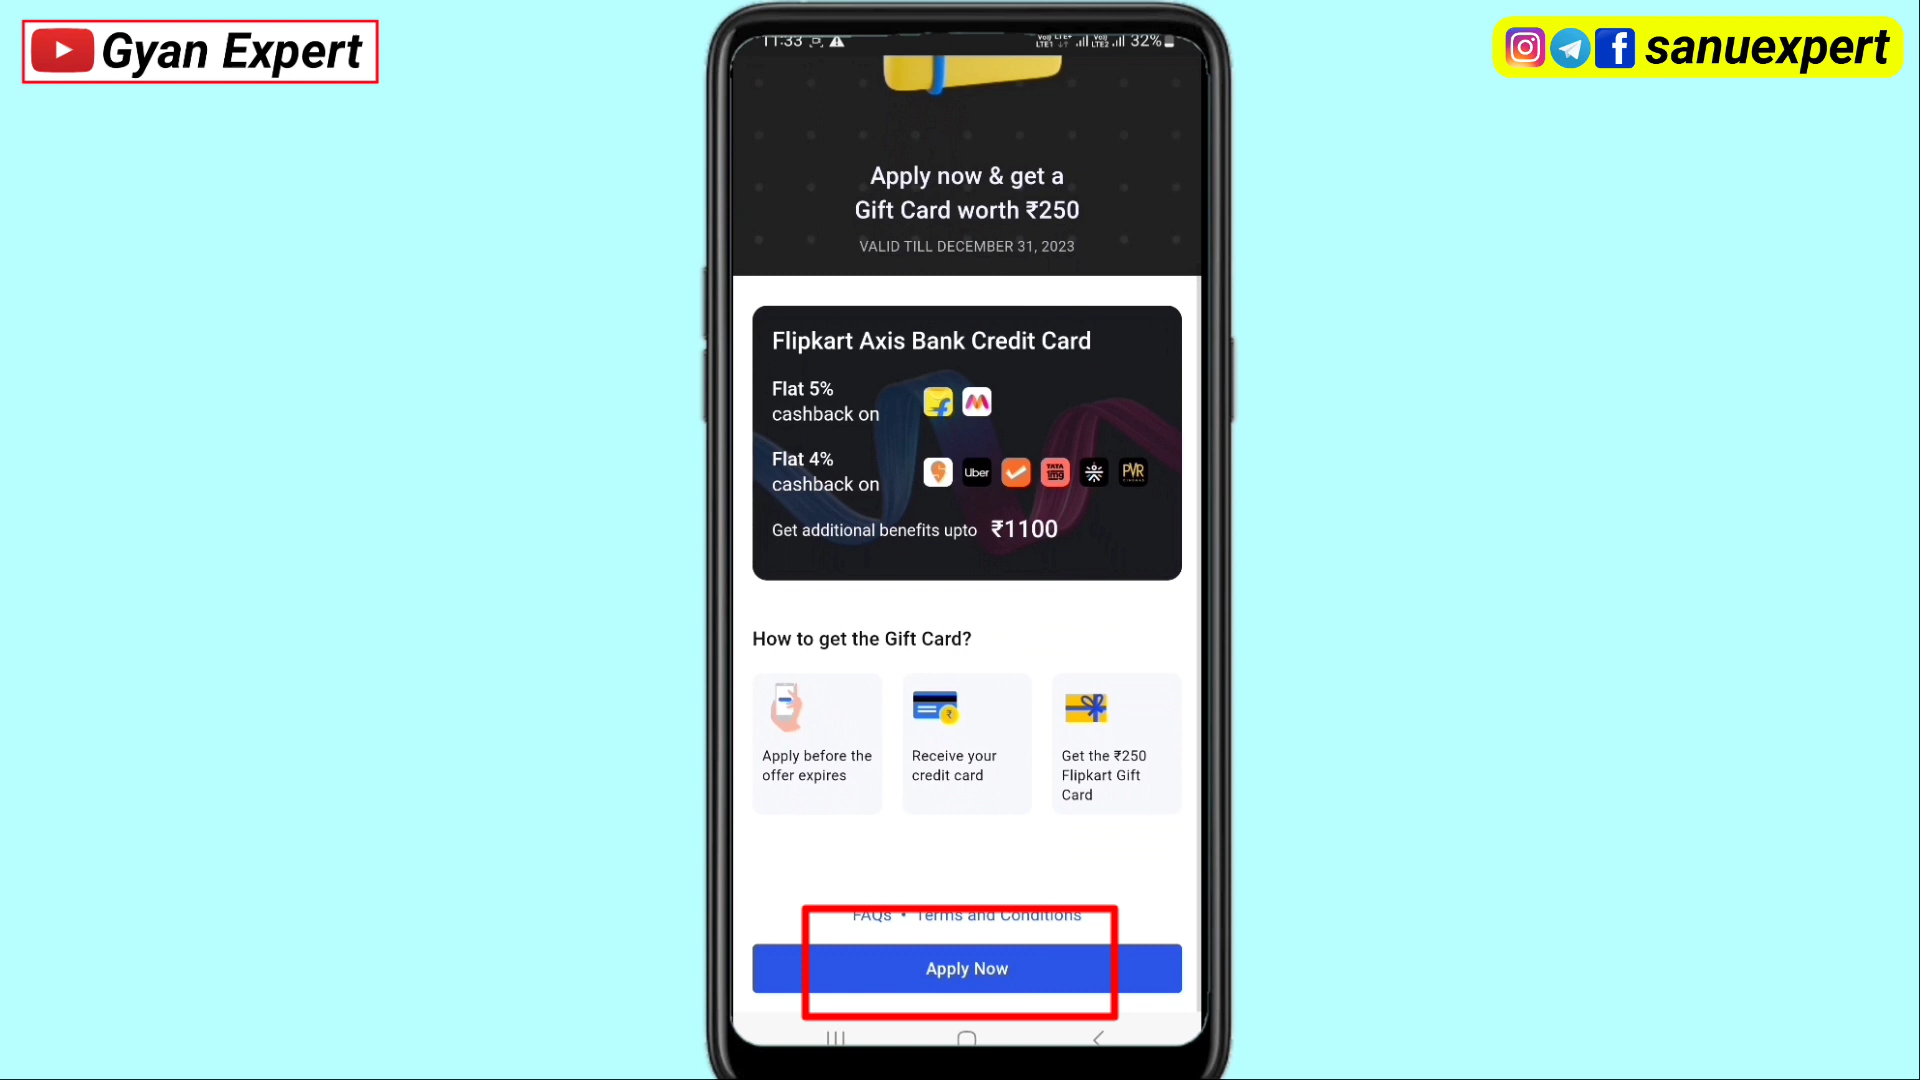 Gyan Expert
sanuexpert
11:33
32%
Apply now & get a
Gift Card worth ₹250
VALID TILL DECEMBER 31, 2023
Flipkart Axis Bank Credit Card
Flat 5%
cashback on
Flat 4%
cashback on
Uber
TATA
1mg
PVR
Get additional benefits upto ₹1100
How to get the Gift Card?
Apply before the
offer expires
Receive your
credit card
Get the ₹250
Flipkart Gift
Card
FAQs • Terms and Conditions
Apply Now